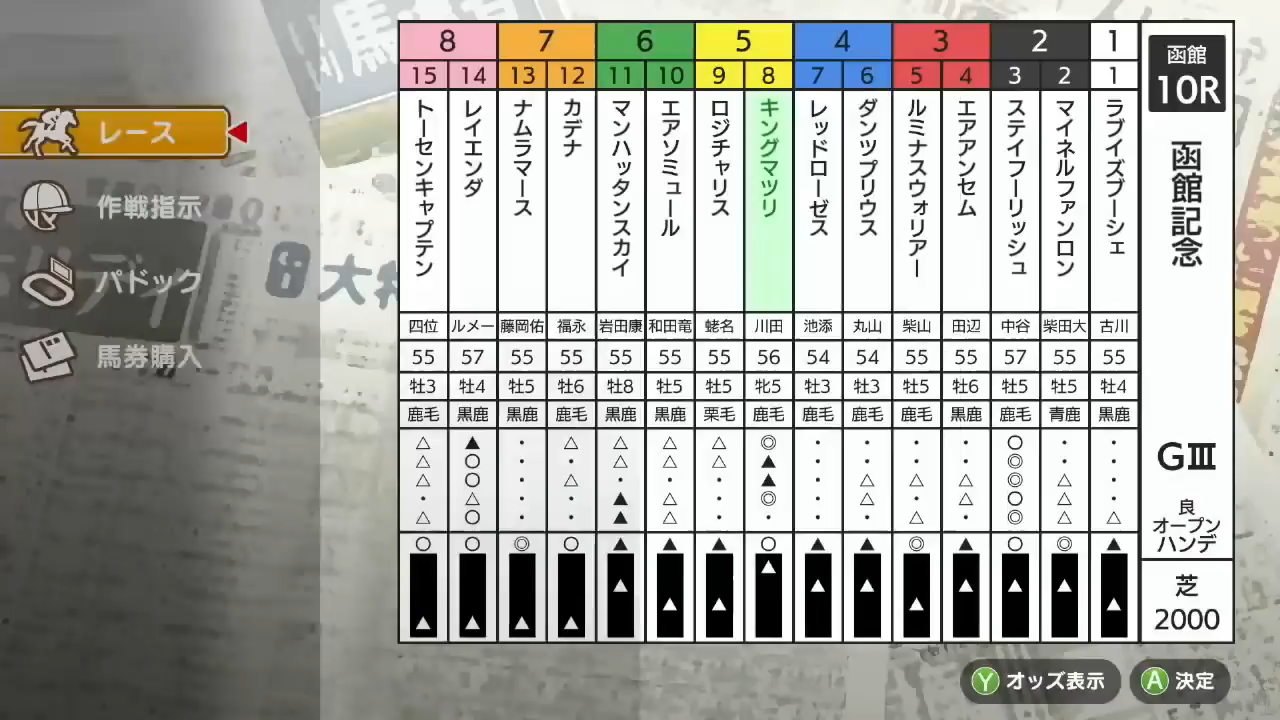 レース
作戦指示
パドック
馬券購入
8 7 6 5 4 3 2 1
15 14 13 12 11 10 9 8 7 6 5 4 3 2 1
トーセンキャプテン
レイエンダ
ナムラマース
カデナ
マンハッタンスカイ
エアソミュール
ロジチャリス
キングマツリ
レッドローゼス
ダンツプリウス
ルミナスウォリアー
エアアンセム
ステイフーリッシュ
マイネルファンロン
ラブイズブーシェ
四位 ルメー 藤岡佑 福永 岩田康 和田竜 蛯名 川田 池添 丸山 柴山 田辺 中谷 柴田大 古川
55 57 55 55 55 55 55 56 54 54 55 55 57 55 55
牡3 牡4 牡5 牡6 牡8 牡5 牡5 牝5 牡3 牡3 牡5 牡6 牡5 牡5 牡4
鹿毛 黒鹿 黒鹿 鹿毛 黒鹿 黒鹿 栗毛 鹿毛 鹿毛 鹿毛 鹿毛 黒鹿 鹿毛 青鹿 黒鹿
△ ▲ ・ △ △ △ △ ◎ ・ ・ ・ ・ ○ ・ ・
△ ○ ・ ・ △ △ △ ▲ ・ ・ ・ ・ ◎ ・ ・
△ ○ ・ △ ・ ・ ・ ▲ ・ △ △ △ ◎ △ ・
・ △ ・ ・ ▲ △ ・ ◎ ・ △ ・ △ ○ △ ・
△ ○ ・ ・ ▲ △ ・ ・ ・ ・ △ ・ ◎ △ △
○ ○ ◎ ○ ▲ ▲ ▲ ○ ▲ ▲ ◎ ▲ ○ ◎ ▲
函館
10R
函館記念
GⅢ
良
オープン
ハンデ
芝
2000
Y オッズ表示
A 決定